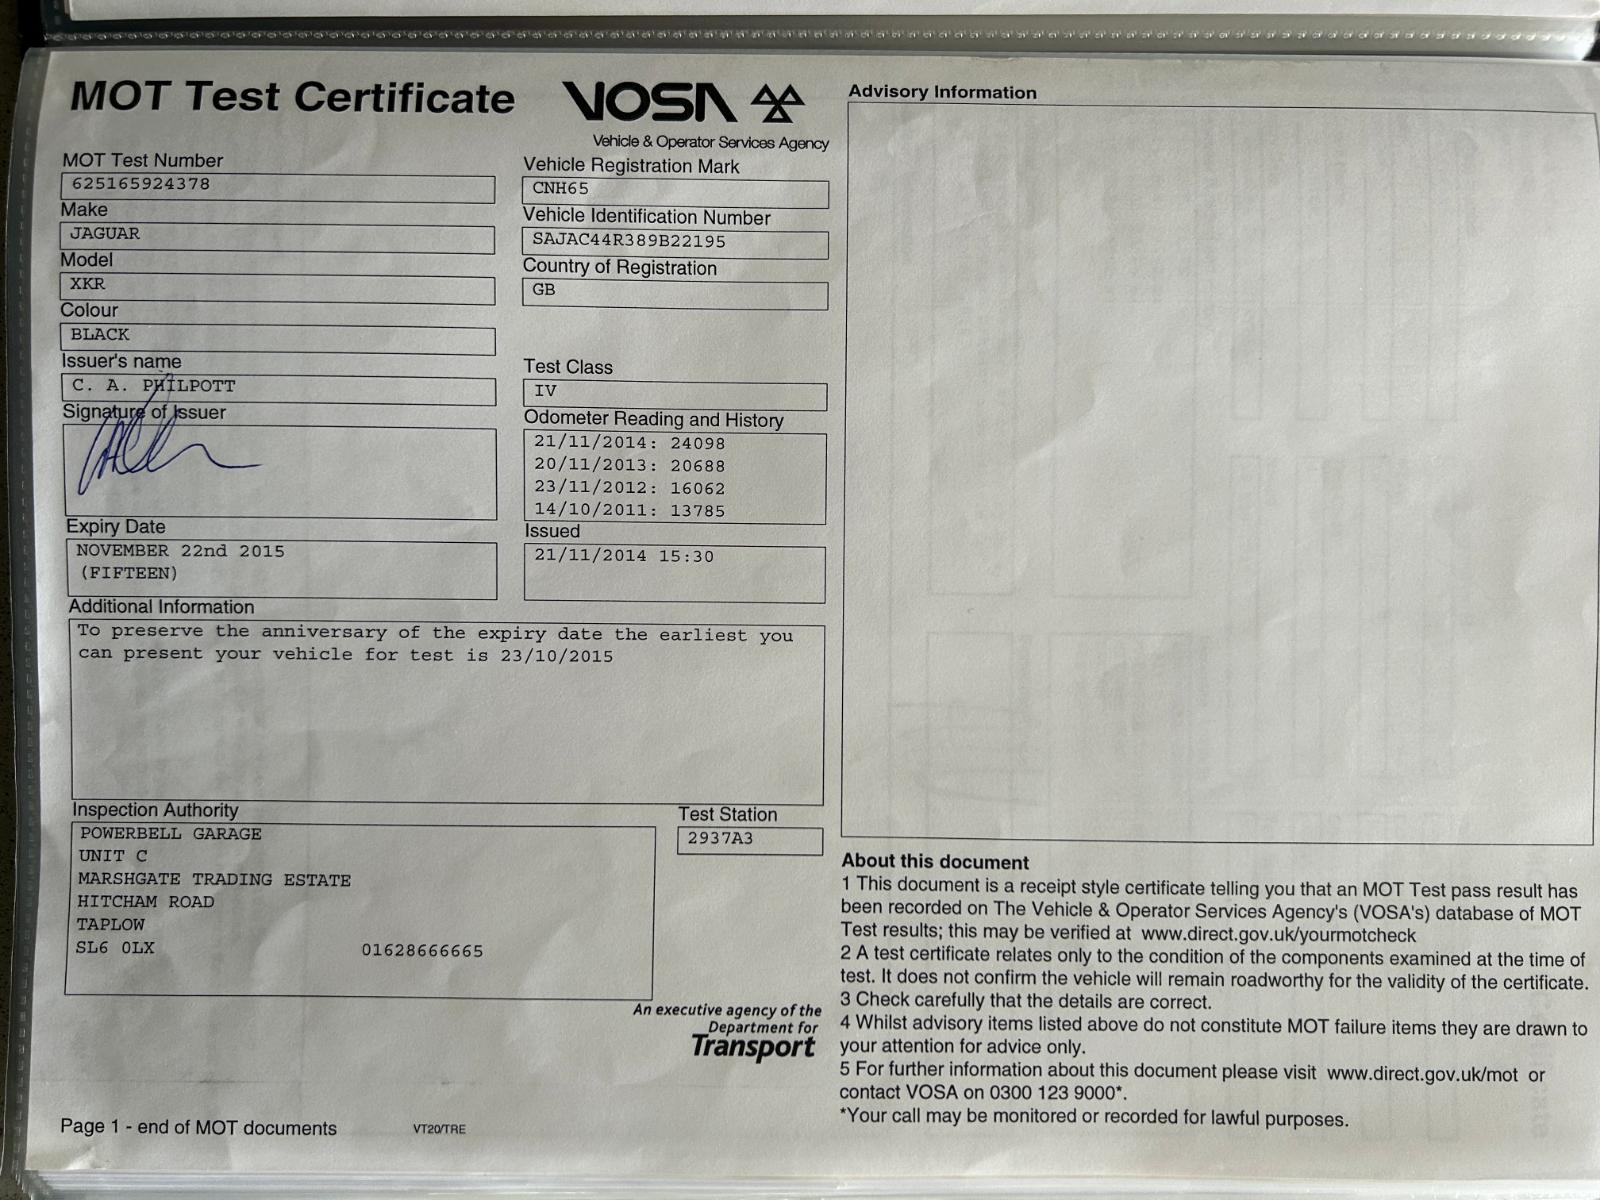 MOT Test Certificate
VOSA
Vehicle & Operator Services Agency
MOT Test Number
625165924378
Make
JAGUAR
Model
XKR
Colour
BLACK
Issuer's name
C. A. PHILPOTT
Signature of Issuer
Expiry Date
NOVEMBER 22nd 2015
(FIFTEEN)
Vehicle Registration Mark
CNH65
Vehicle Identification Number
SAJAC44R389B22195
Country of Registration
GB
Test Class
IV
Odometer Reading and History
21/11/2014: 24098
20/11/2013: 20688
23/11/2012: 16062
14/10/2011: 13785
Issued
21/11/2014 15:30
Additional Information
To preserve the anniversary of the expiry date the earliest you
can present your vehicle for test is 23/10/2015
Inspection Authority
POWERBELL GARAGE
UNIT C
MARSHGATE TRADING ESTATE
HITCHAM ROAD
TAPLOW
SL6 0LX 01628666665
Test Station
2937A3
An executive agency of the
Department for
Transport
Page 1 - end of MOT documents
VT20/TRE
Advisory Information
About this document
1 This document is a receipt style certificate telling you that an MOT Test pass result has
been recorded on The Vehicle & Operator Services Agency's (VOSA's) database of MOT
Test results; this may be verified at www.direct.gov.uk/yourmotcheck
2 A test certificate relates only to the condition of the components examined at the time of
test. It does not confirm the vehicle will remain roadworthy for the validity of the certificate.
3 Check carefully that the details are correct.
4 Whilst advisory items listed above do not constitute MOT failure items they are drawn to
your attention for advice only.
5 For further information about this document please visit www.direct.gov.uk/mot or
contact VOSA on 0300 123 9000*.
*Your call may be monitored or recorded for lawful purposes.